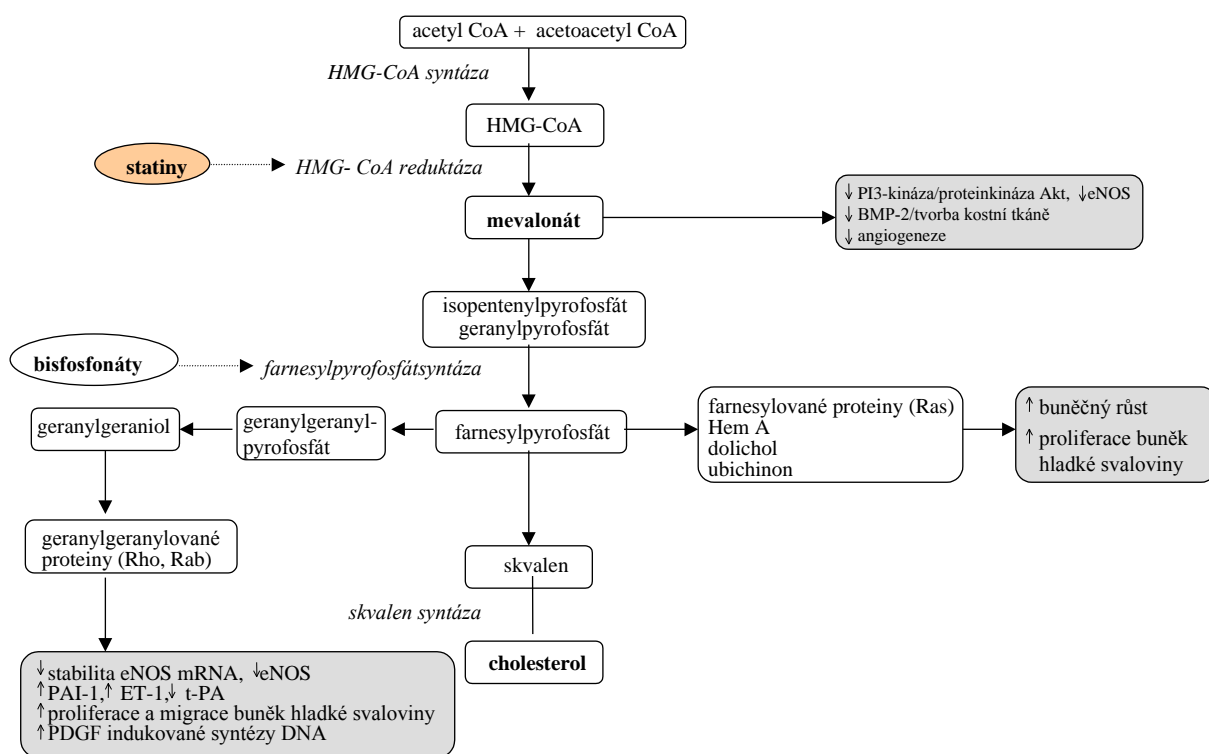 acetyl CoA + acetoacetyl CoA
HMG-CoA syntáza
HMG-CoA
statiny
HMG- CoA reduktáza
mevalonát
↓ PI3-kináza/proteinkináza Akt, ↓eNOS
↓ BMP-2/tvorba kostní tkáně
↓ angiogeneze
isopentenylpyrofosfát
geranylpyrofosfát
bisfosfonáty
farnesylpyrofosfátsyntáza
geranylgeraniol
geranylgeranyl-
pyrofosfát
farnesylpyrofosfát
farnesylované proteiny (Ras)
Hem A
dolichol
ubichinon
↑ buněčný růst
↑ proliferace buněk
hladké svaloviny
geranylgeranylované
proteiny (Rho, Rab)
skvalen
skvalen syntáza
cholesterol
↓stabilita eNOS mRNA, ↓eNOS
↑PAI-1,↑ ET-1,↓ t-PA
↑proliferace a migrace buněk hladké svaloviny
↑PDGF indukované syntézy DNA